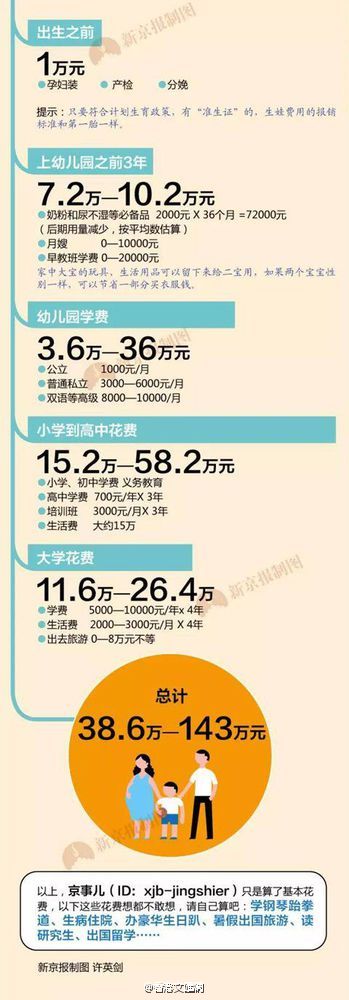 新京报制图
出生之前
1万元
●孕妇装 ●产检 ●分娩
提示：只要符合计划生育政策，有“准生证”的，生娃费用的报销
标准和第一胎一样。
上幼儿园之前3年
7.2万—10.2万元
●奶粉和尿不湿等必备品 2000元 X 36个月 =72000元
（后期用量减少，按平均数估算）
●月嫂 0—10000元
●早教班学费 0—20000元
家中大宝的玩具、生活用品可以留下来给二宝用，如果两个宝宝性
别一样，可以节省一部分买衣服钱。
幼儿园学费
3.6万—36万元
●公立 1000元/月
●普通私立 3000—6000元/月
●双语等高级 8000—10000/月
小学到高中花费
15.2万—58.2万元
●小学、初中学费 义务教育
●高中学费 700元/年X 3年
●培训班 3000元/月X 3年
●生活费 大约15万
大学花费
11.6万—26.4万
新京报制图
●学费 5000—10000元/年x 4年
●生活费 2000—3000元/月 X 4年
●出去旅游 0—8万元不等
总计
38.6万—143万元
新京报制图
以上，京事儿（ID：xjb-jingshier）只是算了基本花
费，以下这些花费想都不敢想，请自己算吧：学钢琴跆拳
道、生病住院、办豪华生日趴、暑假出国旅游、读
研究生、出国留学……
新京报制图 许英剑